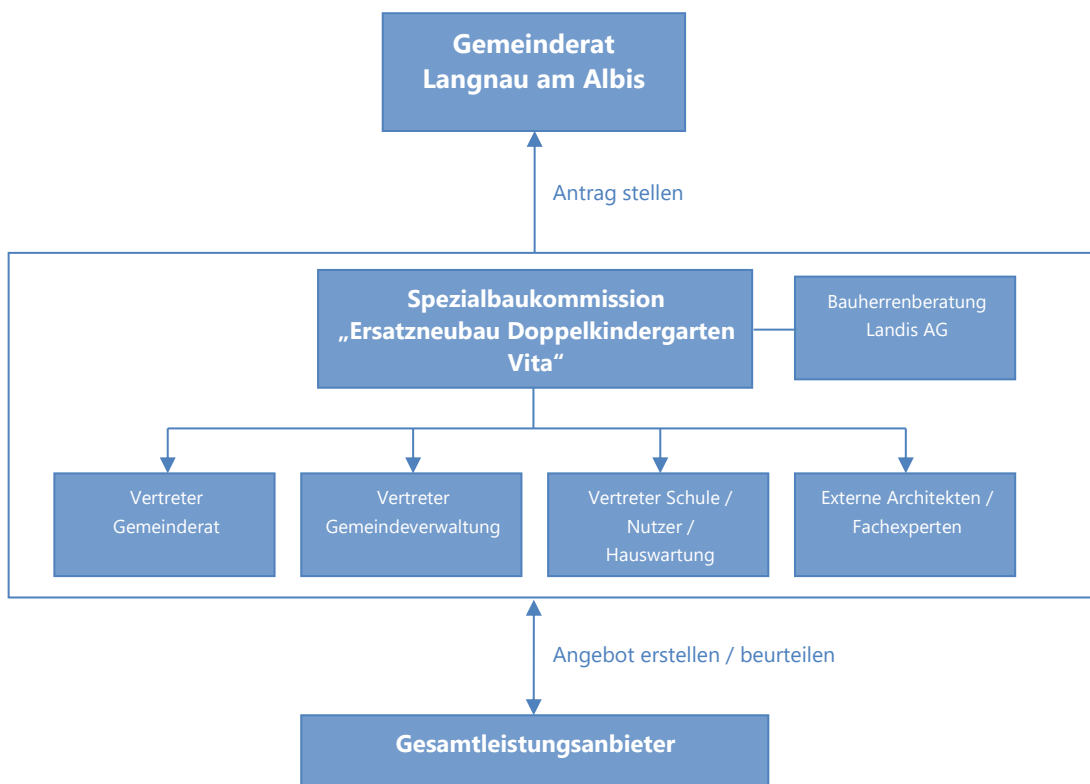 Gemeinderat
Langnau am Albis
Antrag stellen
Spezialbaukommission
„Ersatzneubau Doppelkindergarten
Vita“
Bauherrenberatung
Landis AG
Vertreter
Gemeinderat
Vertreter
Gemeindeverwaltung
Vertreter Schule /
Nutzer /
Hauswartung
Externe Architekten /
Fachexperten
Angebot erstellen / beurteilen
Gesamtleistungsanbieter